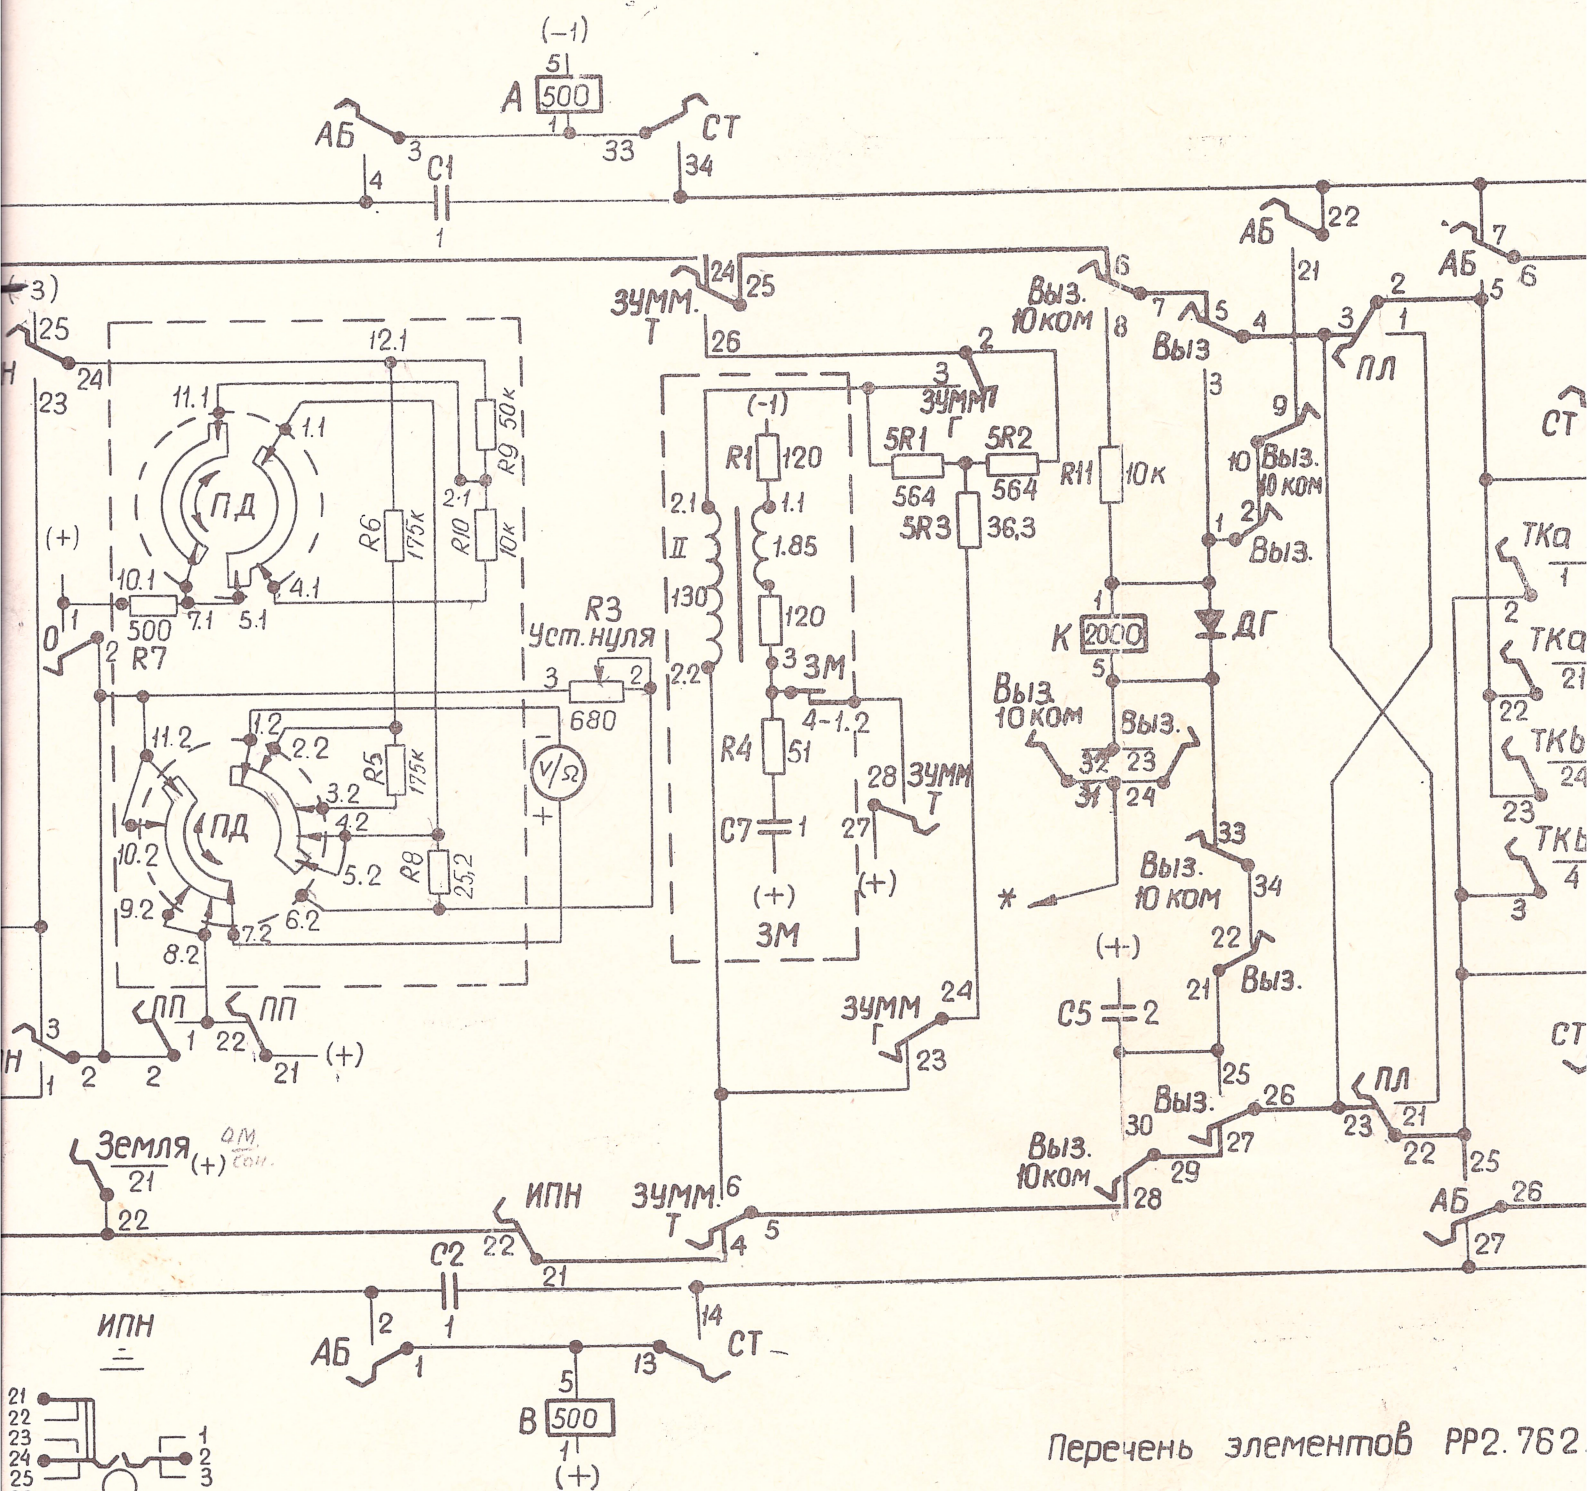 (−1)
5
А 500
1
АБ 3 33 СТ
4 С1 34
1
22
АБ
7
АБ 6
21
24 25
ЗУММ.
Т
26
6
Выз.
10 ком
7
8
5
4
Выз
3
3
2
1
ПЛ
5
(−3)
25
Н
24
23
12.1
11.1
1.1
R9 50к
ПД
2.1
R6 175к
R10 10к
(+)
1
10.1
500
R7
7.1
5.1
4.1
О
2
R3
Уст. нуля
3 2
680
2
3
ЗУММ
Г
(−1)
R1 120
5R1 5R2
564 564
5R3 36,3
2.1
1.1
II
1.85
130
120
2.2
3 ЗМ
4-1.2
R4 51
28 ЗУММ
Т
27
С7 1
(+) (+)
ЗМ
R11 10к
9
10 Выз.
10 ком
1 2
Выз.
1
К 2000
5
ДГ
СТ
ТКа
1
2
ТКа
21
22
ТКb
24
23
ТКb
4
3
Выз.
10 ком
Выз.
32 23
31 24
*
33
Выз.
10 ком
34
(+)
22
21 Выз.
С5 2
25
11.2
1.2
2.2
R5 175к
−
V/Ω
+
3.2
4.2
ПД
10.2
5.2
R8 25,2
9.2
6.2
8.2
7.2
ПП ПП
1 22
2 21 (+)
3
Н
2
1
ЗУММ
Г
24
23
Выз. 26
27
30
Выз.
10 ком
29
28
ПЛ
21
23
22
25
СТ
Земля (+)
21
22
ИПН
22
21
ЗУММ. 6
Т
5
4
АБ 26
27
С2
2
1
14
АБ 1 13 СТ
5
В 500
1
(+)
ИПН
21
22
23
24
25
1
2
3
Перечень элементов РР2.762.